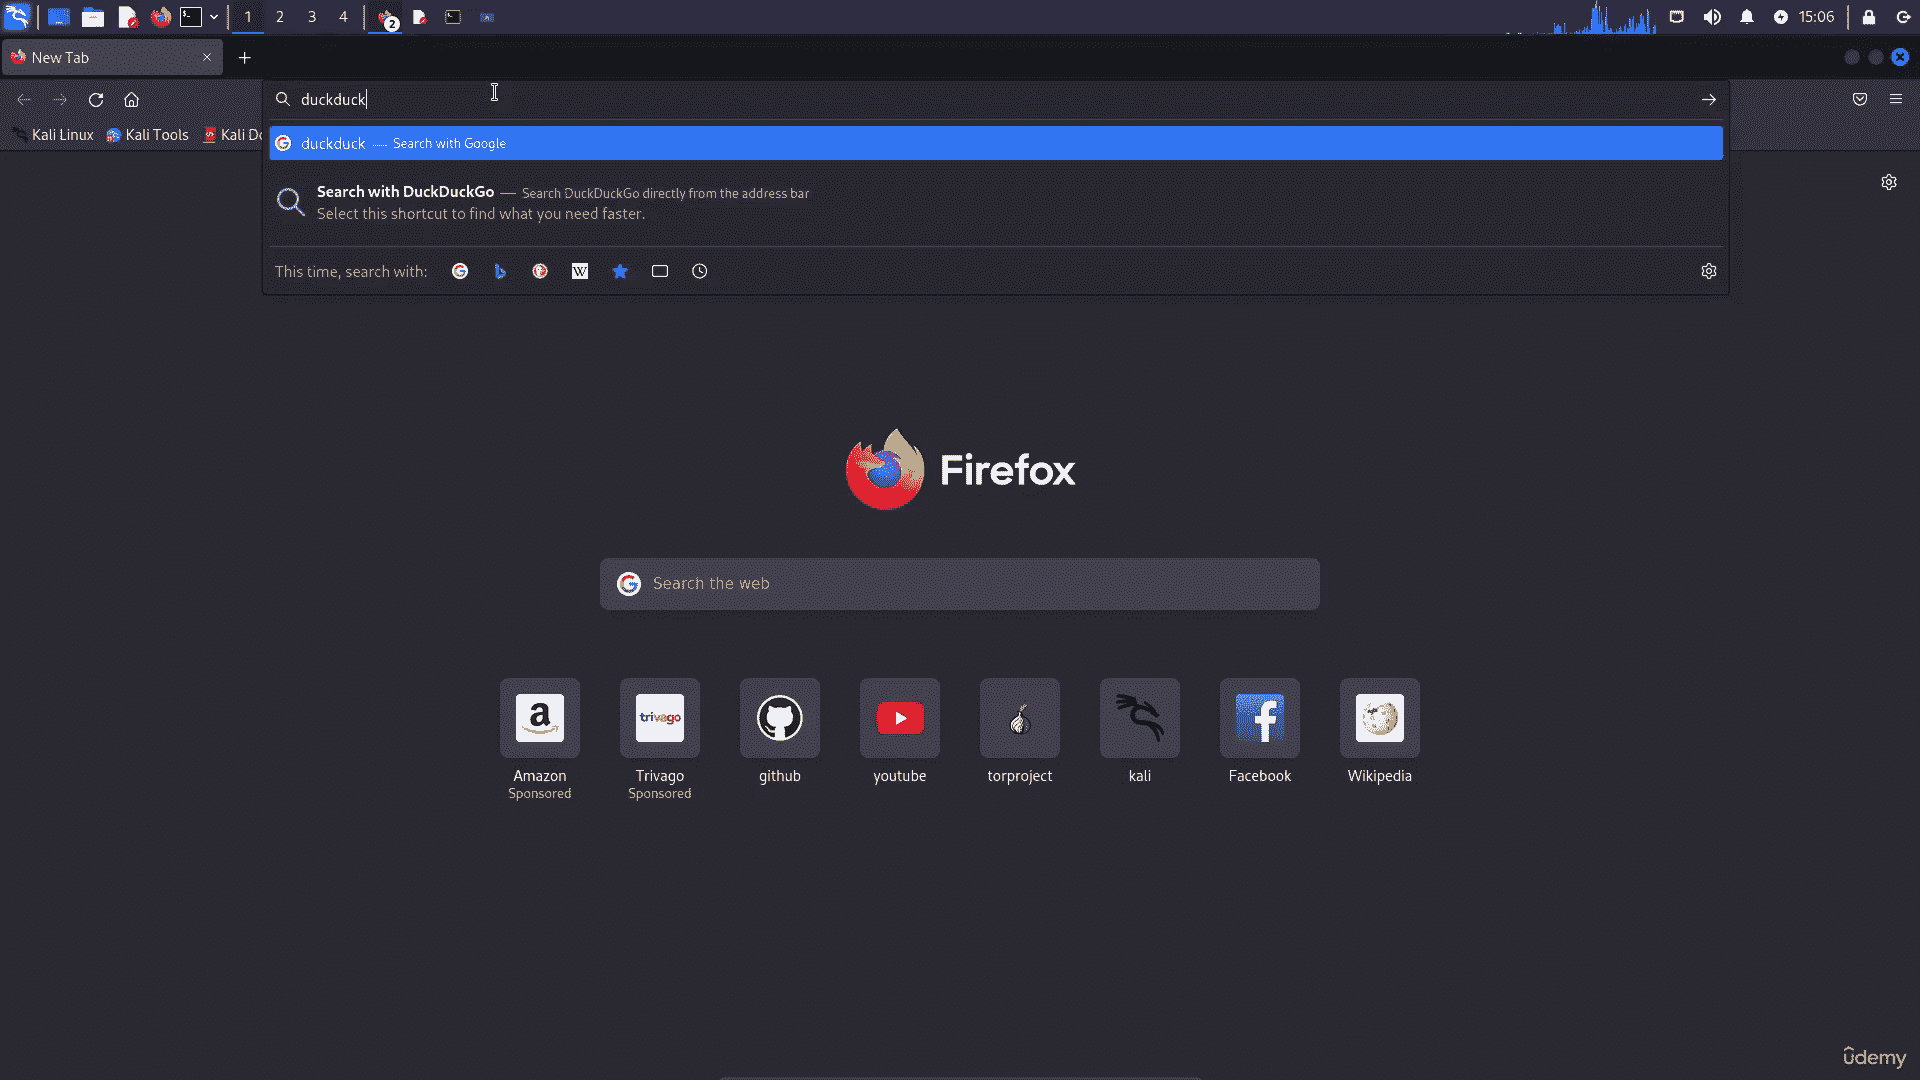 1 2 3 4 2 15:06
New Tab
duckduck
Kali Linux Kali Tools Kali Do
duckduck — Search with Google
Search with DuckDuckGo — Search DuckDuckGo directly from the address bar
Select this shortcut to find what you need faster.
This time, search with: W
Firefox
Search the web
trivago
Amazon Trivago github youtube torproject kali Facebook Wikipedia
Sponsored Sponsored
udemy